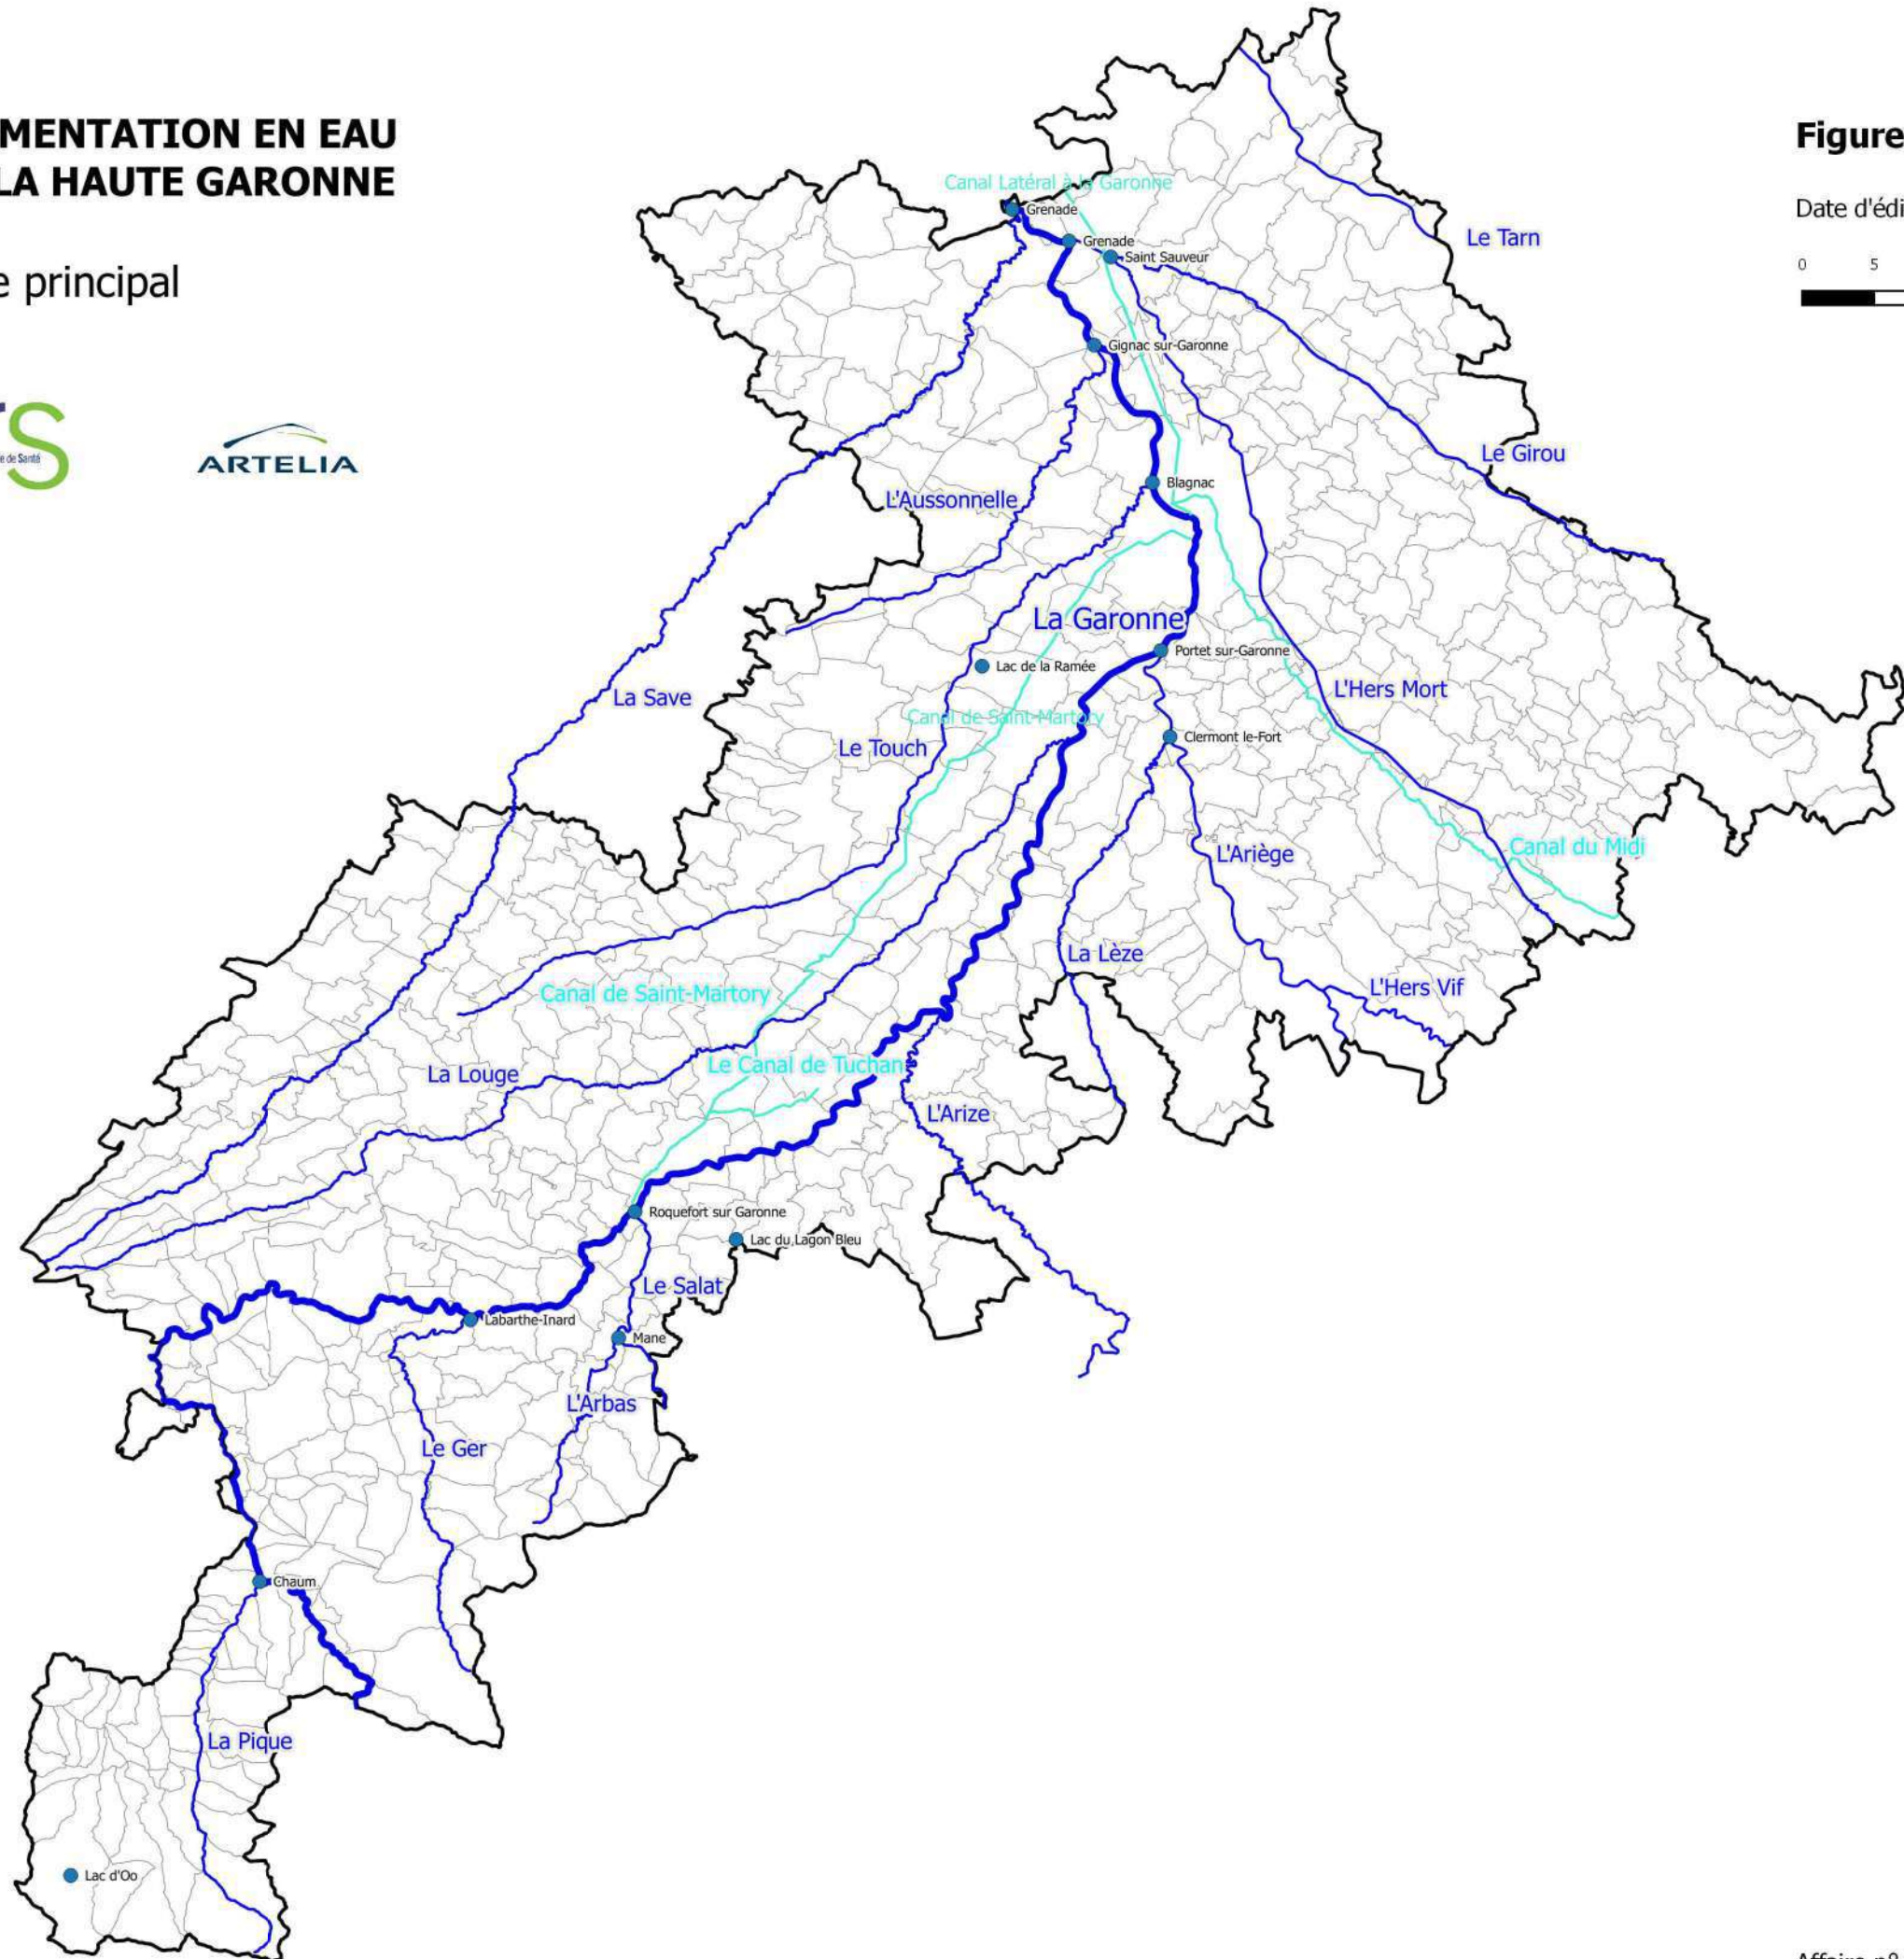 MENTATION EN EAU
LA HAUTE GARONNE
e principal
rS
e de Santé
ARTELIA
Figure
Date d'édi
0 5
Canal Latéral à la Garonne
Grenade
Grenade
Saint Sauveur
Le Tarn
Gignac sur-Garonne
Le Girou
Blagnac
L'Aussonnelle
La Garonne
Portet sur-Garonne
Lac de la Ramée
L'Hers Mort
La Save
Canal de Saint-Martory
Le Touch
Clermont le-Fort
Canal du Midi
L'Ariège
La Lèze
L'Hers Vif
Canal de Saint-Martory
Le Canal de Tuchan
La Louge
L'Arize
Roquefort sur Garonne
Lac du Lagon Bleu
Le Salat
Labarthe-Inard
Mane
L'Arbas
Le Ger
Chaum
La Pique
Lac d'Oo